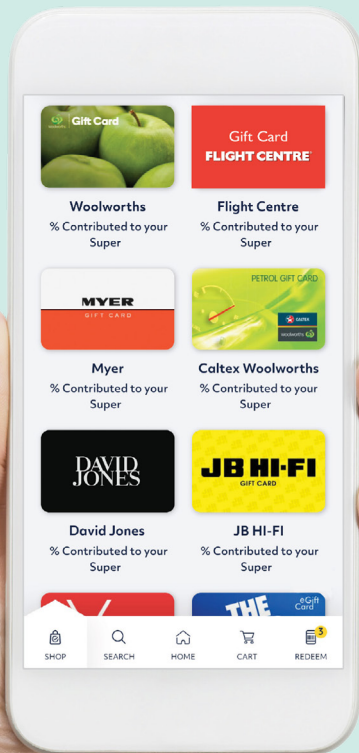 woolworths Gift Card
Gift Card
FLIGHT CENTRE
Woolworths
% Contributed to your
Super
Flight Centre
% Contributed to your
Super
MYER
GIFT CARD
PETROL GIFT CARD
CALTEX
woolworths
Myer
% Contributed to your
Super
Caltex Woolworths
% Contributed to your
Super
DAVID
JONES
JB HI-FI
GIFT CARD
David Jones
% Contributed to your
Super
JB HI-FI
% Contributed to your
Super
THE
eGift
Card
3
SHOP
SEARCH
HOME
CART
REDEEM